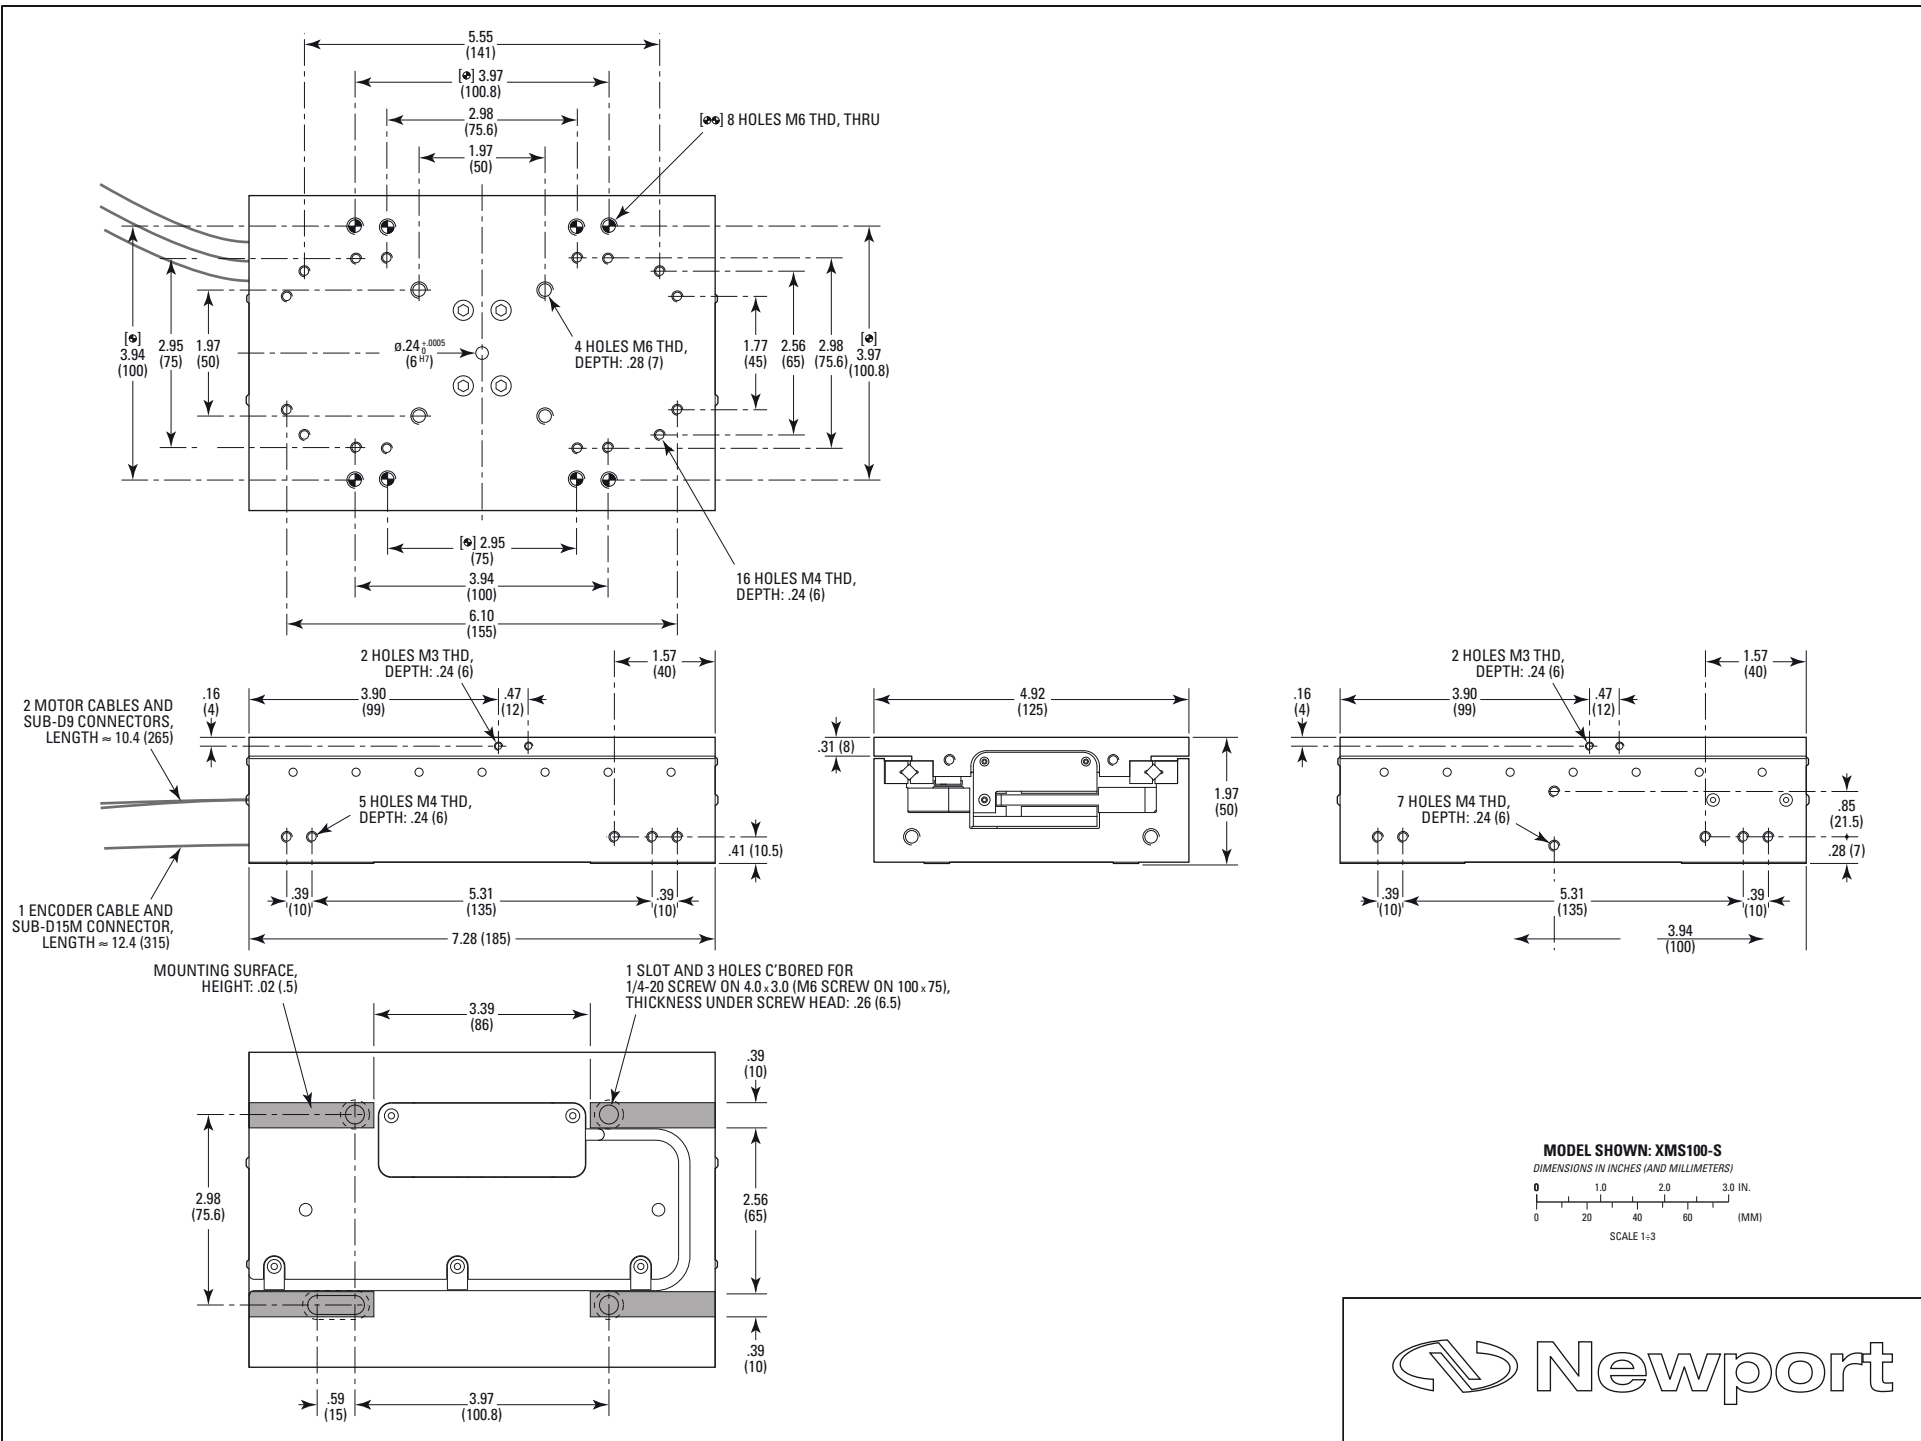 5.55
(141)
[ ] 3.97
(100.8)
2.98
(75.6)
[ ] 8 HOLES M6 THD, THRU
1.97
(50)
[ ]
3.94
(100)
2.95
(75)
1.97
(50)
ø.24 +.0005
0
(6 H7)
4 HOLES M6 THD,
DEPTH: .28 (7)
1.77
(45)
2.56
(65)
2.98
(75.6)
[ ]
3.97
(100.8)
[ ] 2.95
(75)
3.94
(100)
6.10
(155)
16 HOLES M4 THD,
DEPTH: .24 (6)
2 HOLES M3 THD,
DEPTH: .24 (6)
1.57
(40)
.16
(4)
3.90
(99)
.47
(12)
2 MOTOR CABLES AND
SUB-D9 CONNECTORS,
LENGTH ≈ 10.4 (265)
5 HOLES M4 THD,
DEPTH: .24 (6)
.41 (10.5)
.39
(10)
5.31
(135)
.39
(10)
1 ENCODER CABLE AND
SUB-D15M CONNECTOR,
LENGTH ≈ 12.4 (315)
7.28 (185)
4.92
(125)
.31 (8)
1.97
(50)
2 HOLES M3 THD,
DEPTH: .24 (6)
1.57
(40)
.16
(4)
3.90
(99)
.47
(12)
7 HOLES M4 THD,
DEPTH: .24 (6)
.85
(21.5)
.28 (7)
.39
(10)
5.31
(135)
.39
(10)
3.94
(100)
MOUNTING SURFACE,
HEIGHT: .02 (.5)
1 SLOT AND 3 HOLES C'BORED FOR
1/4-20 SCREW ON 4.0 x 3.0 (M6 SCREW ON 100 x 75),
THICKNESS UNDER SCREW HEAD: .26 (6.5)
3.39
(86)
.39
(10)
2.98
(75.6)
2.56
(65)
.39
(10)
.59
(15)
3.97
(100.8)
MODEL SHOWN: XMS100-S
DIMENSIONS IN INCHES (AND MILLIMETERS)
0 1.0 2.0 3.0 IN.
0 20 40 60 (MM)
SCALE 1÷3
Newport